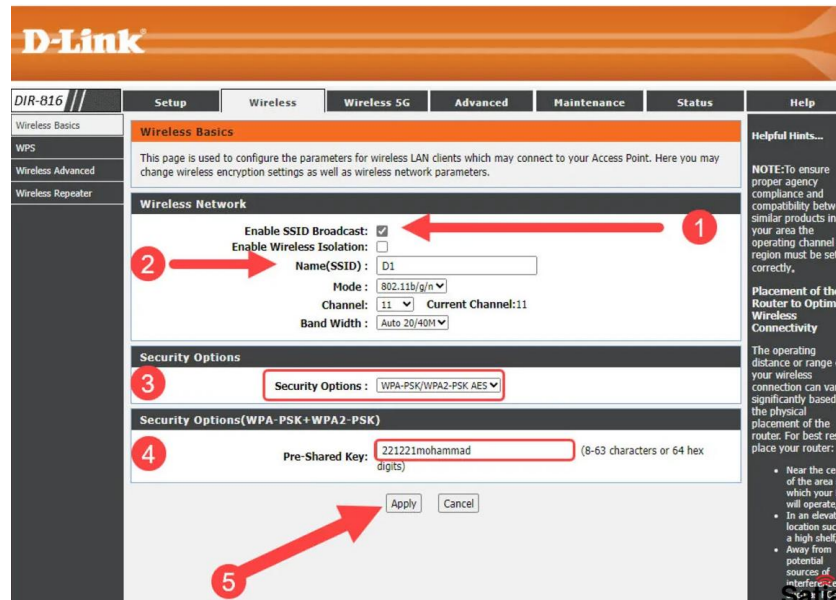 D-Link
DIR-816
Setup
Wireless
Wireless 5G
Advanced
Maintenance
Status
Help
Wireless Basics
WPS
Wireless Advanced
Wireless Repeater
Wireless Basics
This page is used to configure the parameters for wireless LAN clients which may connect to your Access Point. Here you may
change wireless encryption settings as well as wireless network parameters.
Wireless Network
Enable SSID Broadcast:
1
Enable Wireless Isolation:
2
Name(SSID) : D1
Mode : 802.11b/g/n
Channel: 11 Current Channel:11
Band Width : Auto 20/40M
Security Options
3
Security Options : WPA-PSK/WPA2-PSK AES
Security Options(WPA-PSK+WPA2-PSK)
4
Pre-Shared Key: 221221mohammad (8-63 characters or 64 hex
digits)
Apply Cancel
5
Helpful Hints...
NOTE:To ensure
proper agency
compliance and
compatibility
similar products in
your area the
operating channel
region must be
correctly.
Placement of the
Router to
Wireless
Connectivity
The operating
distance or range
your wireless
connection can
significantly based
the physical
placement of the
router. For best
place your router:
Near the
of the area
which your
will operate,
In an
location
a high shelf,
Away from
potential
sources of